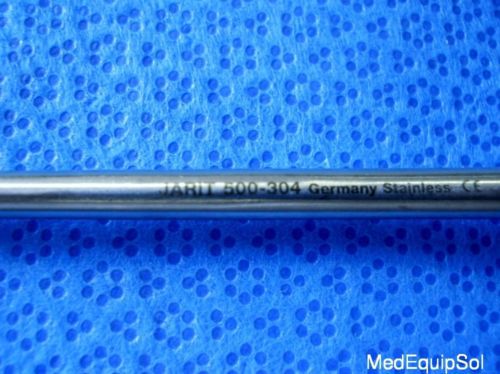 JARIT 500-304 Germany Stainless CE
MedEquipSol